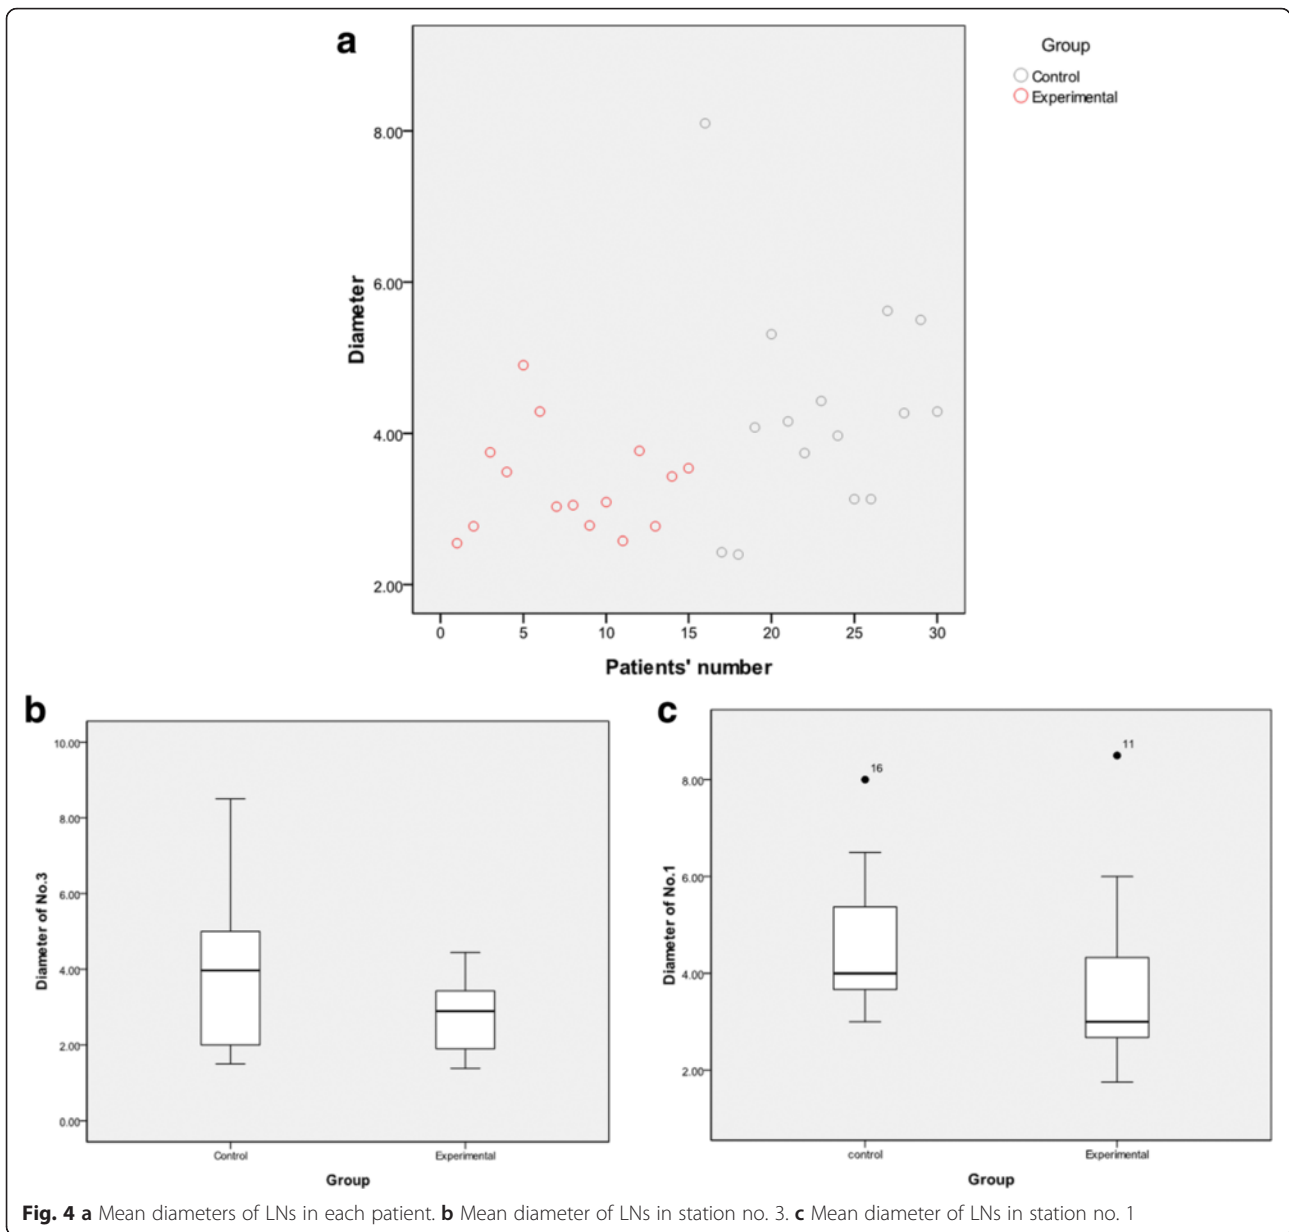 a
Group
Control
Experimental
8.00
6.00
4.00
2.00
Diameter
0 5 10 15 20 25 30
Patients' number
b
10.00
8.00
6.00
4.00
2.00
0.00
Diameter of No.3
Control Experimental
Group
c
16
11
8.00
6.00
4.00
2.00
Diameter of No.1
control Experimental
Group
Fig. 4 a Mean diameters of LNs in each patient. b Mean diameter of LNs in station no. 3. c Mean diameter of LNs in station no. 1